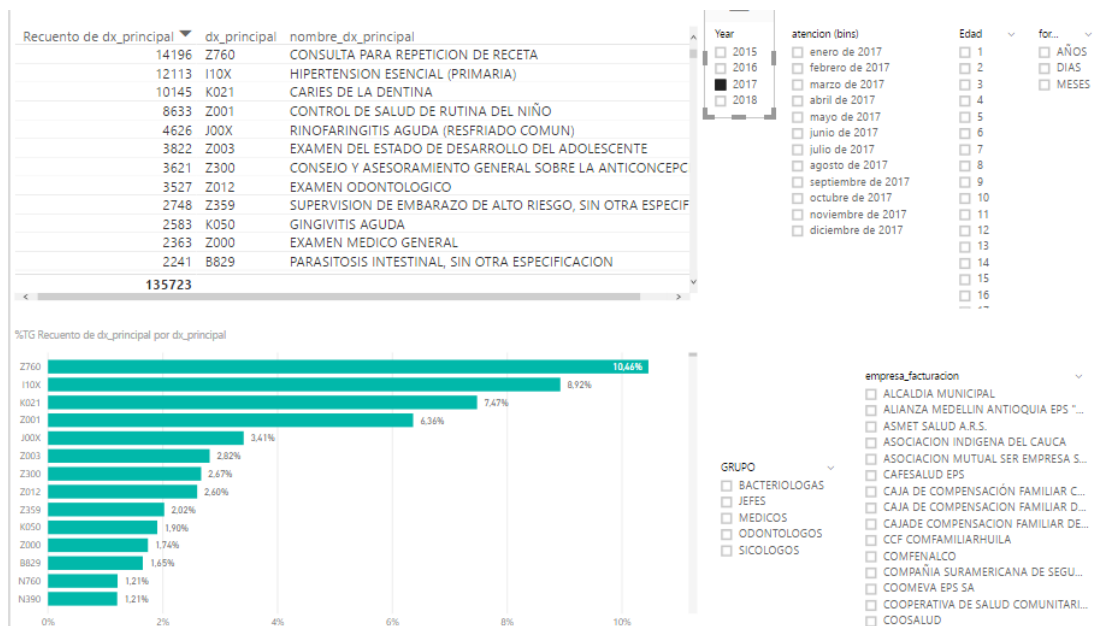 Recuento de dx_principal dx_principal nombre_dx_principal
14196 Z760 CONSULTA PARA REPETICION DE RECETA
12113 I10X HIPERTENSION ESENCIAL (PRIMARIA)
10145 K021 CARIES DE LA DENTINA
8633 Z001 CONTROL DE SALUD DE RUTINA DEL NIÑO
4626 J00X RINOFARINGITIS AGUDA (RESFRIADO COMUN)
3822 Z003 EXAMEN DEL ESTADO DE DESARROLLO DEL ADOLESCENTE
3621 Z300 CONSEJO Y ASESORAMIENTO GENERAL SOBRE LA ANTICONCEPC
3527 Z012 EXAMEN ODONTOLOGICO
2748 Z359 SUPERVISION DE EMBARAZO DE ALTO RIESGO, SIN OTRA ESPECIF
2583 K050 GINGIVITIS AGUDA
2363 Z000 EXAMEN MEDICO GENERAL
2241 B829 PARASITOSIS INTESTINAL, SIN OTRA ESPECIFICACION
135723
Year
2015
2016
2017
2018
atencion (bins)
enero de 2017
febrero de 2017
marzo de 2017
abril de 2017
mayo de 2017
junio de 2017
julio de 2017
agosto de 2017
septiembre de 2017
octubre de 2017
noviembre de 2017
diciembre de 2017
Edad
1
2
3
4
5
6
7
8
9
10
11
12
13
14
15
16
for...
AÑOS
DIAS
MESES
%TG Recuento de dx_principal por dx_principal
Z760 10,46%
I10X 8,92%
K021 7,47%
Z001 6,36%
J00X 3,41%
Z003 2,82%
Z300 2,67%
Z012 2,60%
Z359 2,02%
K050 1,90%
Z000 1,74%
B829 1,65%
N760 1,21%
N390 1,21%
0% 2% 4% 6% 8% 10%
GRUPO
BACTERIOLOGAS
JEFES
MEDICOS
ODONTOLOGOS
SICOLOGOS
empresa_facturacion
ALCALDIA MUNICIPAL
ALIANZA MEDELLIN ANTIOQUIA EPS "...
ASMET SALUD A.R.S.
ASOCIACION INDIGENA DEL CAUCA
ASOCIACION MUTUAL SER EMPRESA S...
CAFESALUD EPS
CAJA DE COMPENSACIÓN FAMILIAR C...
CAJA DE COMPENSACION FAMILIAR D...
CAJADE COMPENSACION FAMILIAR DE...
CCF COMFAMILIARHUILA
COMFENALCO
COMPAÑIA SURAMERICANA DE SEGU...
COOMEVA EPS SA
COOPERATIVA DE SALUD COMUNITARI...
COOSALUD